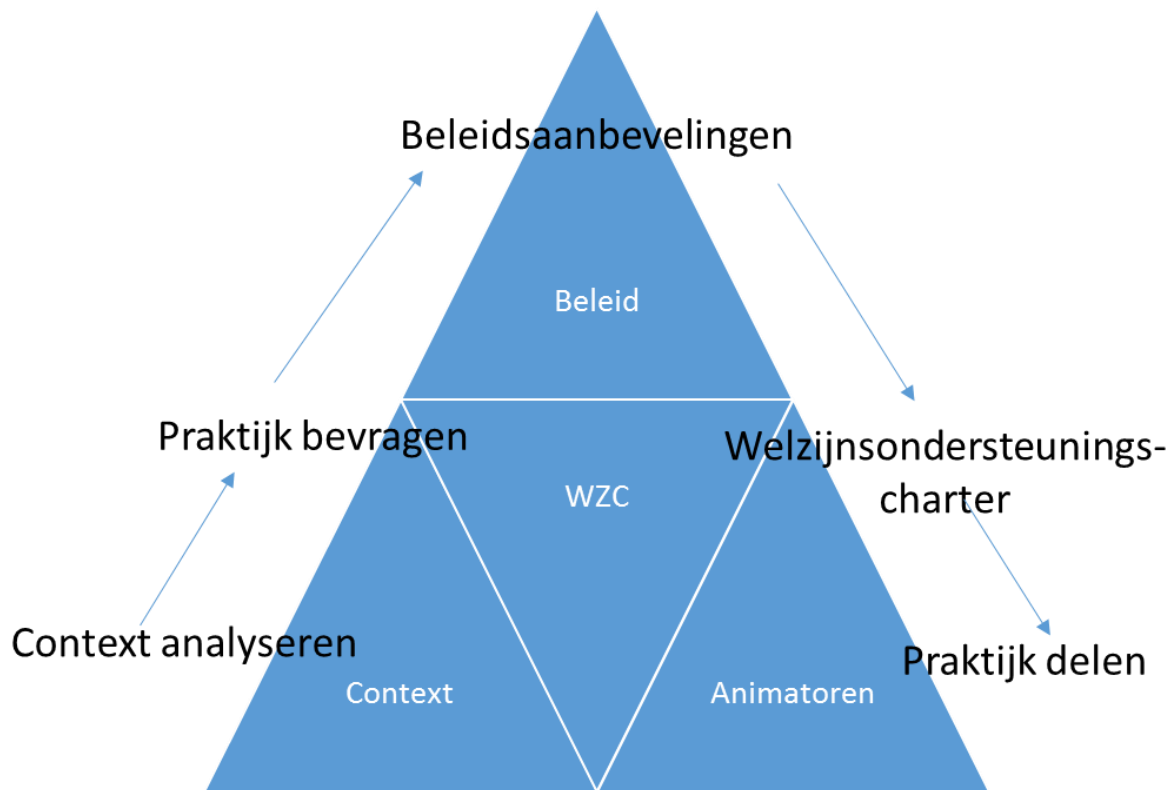 Beleidsaanbevelingen
Beleid
Praktijk bevragen
Welzijnsondersteunings-
charter
WZC
Context analyseren
Praktijk delen
Context
Animatoren